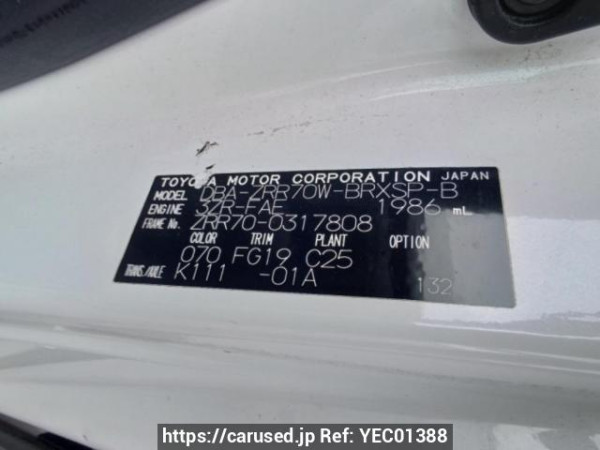 TOYOTA MOTOR CORPORATION JAPAN
MODEL DBA-ZRR70W-BRXSP-B
ENGINE 3ZR-FAE 1986 mL
FRAME No. ZRR70-0317808
COLOR TRIM PLANT OPTION
070 FG19 C25
TRANS./AXLE K111 -01A 132
https://carused.jp Ref: YEC01388